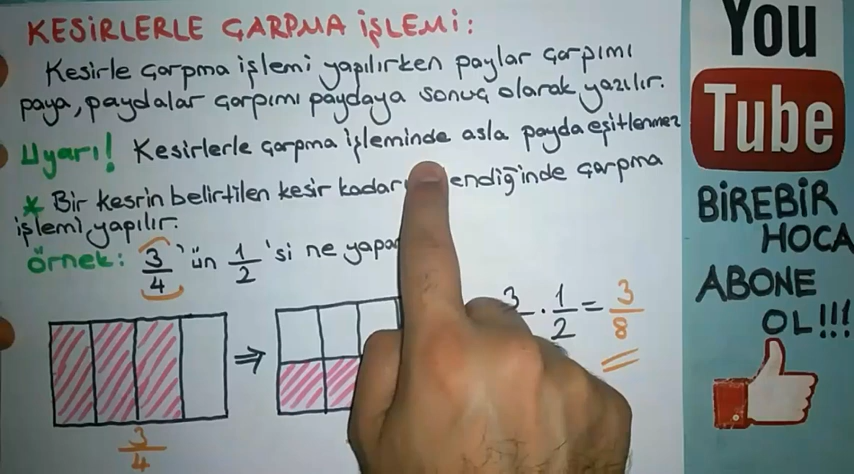 KESİRLERLE ÇARPMA İŞLEMİ:
Kesirle çarpma işlemi yapılırken paylar çarpımı
paya, paydalar çarpımı paydaya sonuç olarak yazılır.
Uyarı! Kesirlerle çarpma işleminde asla payda eşitlenmez
* Bir kesrin belirtilen kesir kadar endiğinde çarpma
işlemi yapılır.
Örnek: 3/4 'ün 1/2 'si ne yapa
3 . 1/2 = 3/8
3/4
You
Tube
BİREBİR
HOCA
ABONE
OL!!!